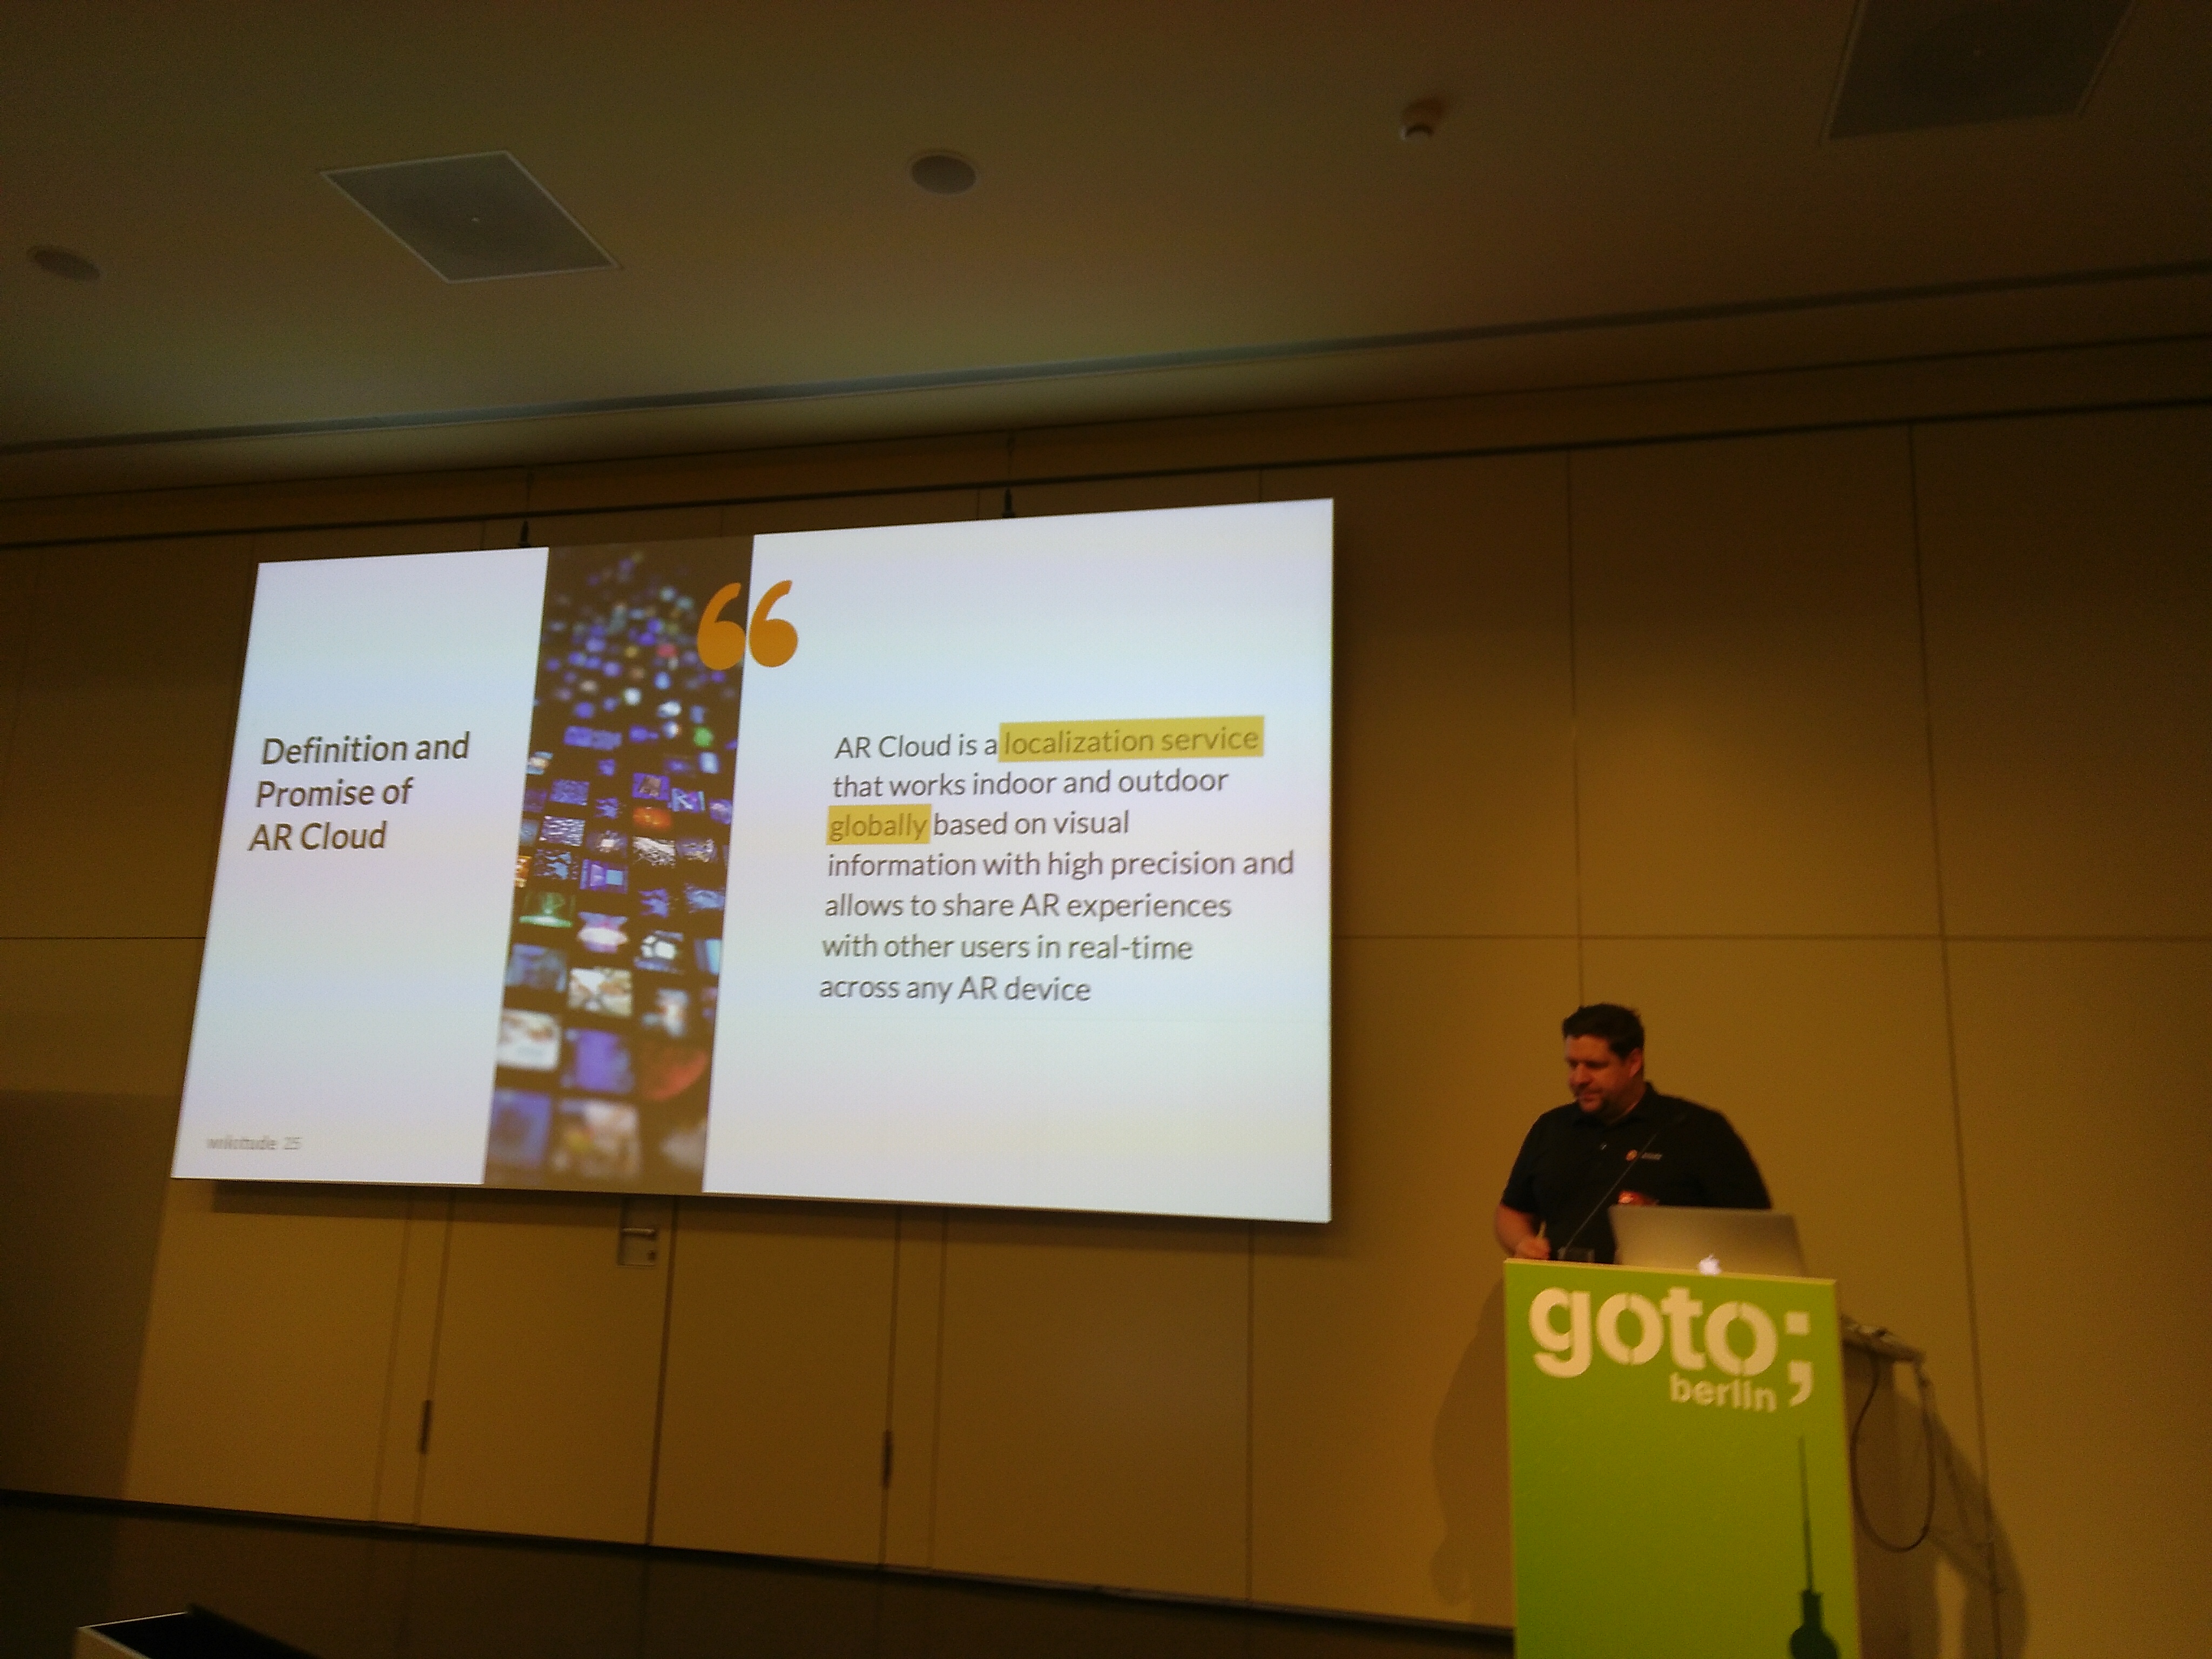 Definition and
Promise of
AR Cloud
wikitude 25
AR Cloud is a localization service
that works indoor and outdoor
globally based on visual
information with high precision and
allows to share AR experiences
with other users in real-time
across any AR device
goto;
berlin